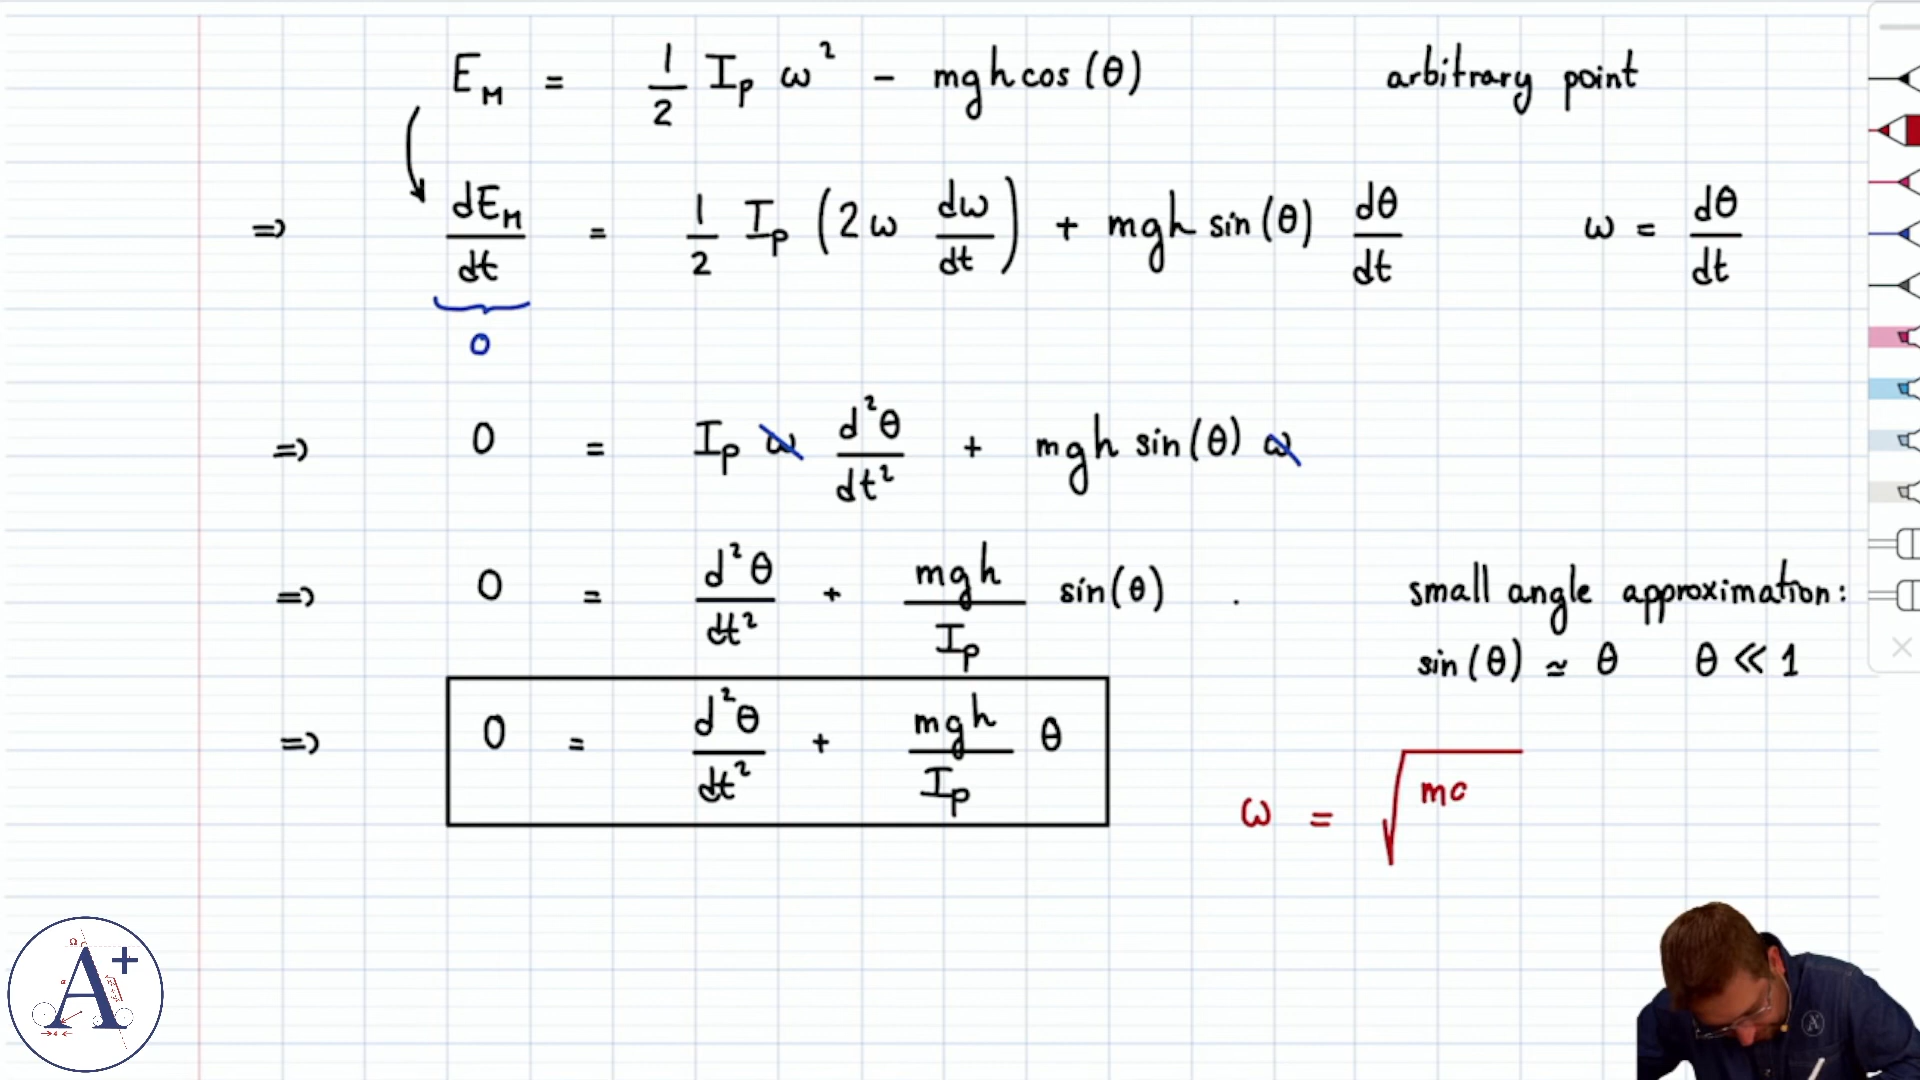 E_M = 1/2 I_p ω² - mgh cos(θ) arbitrary point
⇒ dE_M/dt = 1/2 I_p (2ω dω/dt) + mgh sin(θ) dθ/dt ω = dθ/dt
0
⇒ 0 = I_p ω d²θ/dt² + mgh sin(θ) ω
⇒ 0 = d²θ/dt² + mgh/I_p sin(θ) . small angle approximation:
sin(θ) ≃ θ θ ≪ 1
⇒ 0 = d²θ/dt² + mgh/I_p θ
ω = √mc
A+